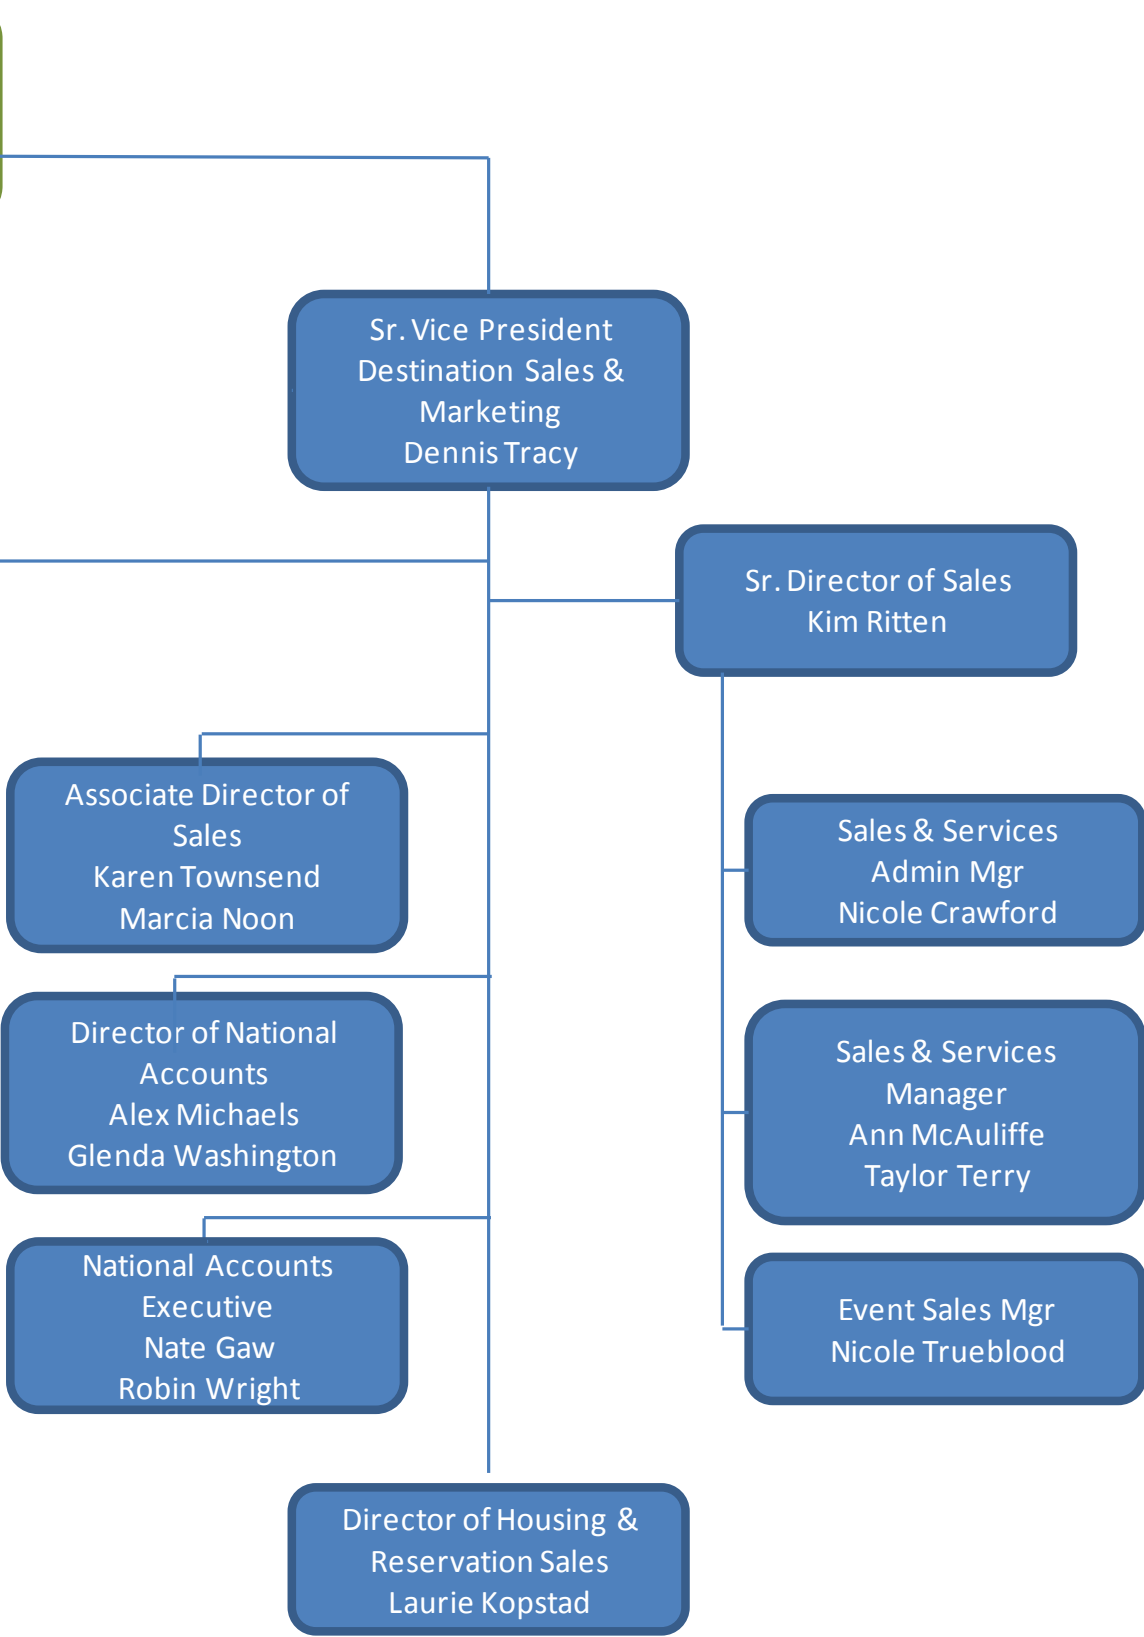 Sr. Vice President
Destination Sales &
Marketing
Dennis Tracy
Sr. Director of Sales
Kim Ritten
Associate Director of
Sales
Karen Townsend
Marcia Noon
Sales & Services
Admin Mgr
Nicole Crawford
Director of National
Accounts
Alex Michaels
Glenda Washington
Sales & Services
Manager
Ann McAuliffe
Taylor Terry
National Accounts
Executive
Nate Gaw
Robin Wright
Event Sales Mgr
Nicole Trueblood
Director of Housing &
Reservation Sales
Laurie Kopstad